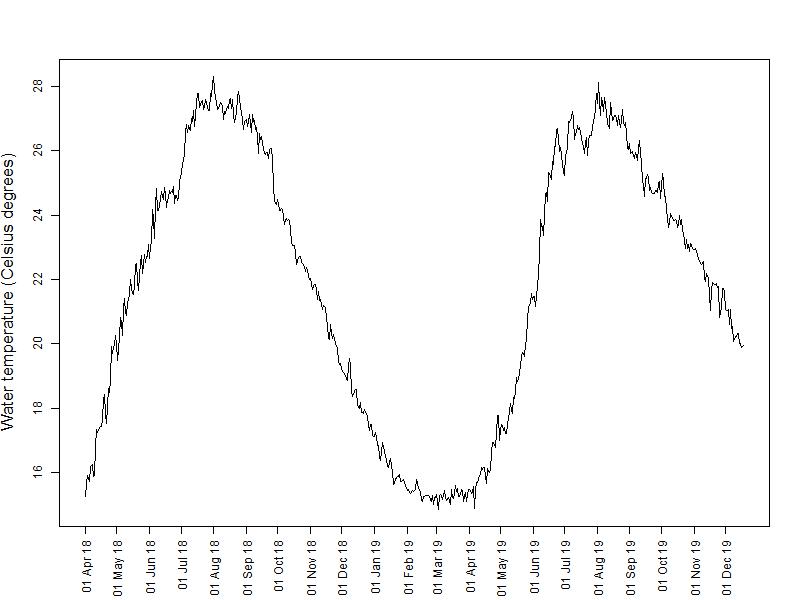 Water temperature (Celsius degrees)
28
26
24
22
20
18
16
01 Apr 18
01 May 18
01 Jun 18
01 Jul 18
01 Aug 18
01 Sep 18
01 Oct 18
01 Nov 18
01 Dec 18
01 Jan 19
01 Feb 19
01 Mar 19
01 Apr 19
01 May 19
01 Jun 19
01 Jul 19
01 Aug 19
01 Sep 19
01 Oct 19
01 Nov 19
01 Dec 19